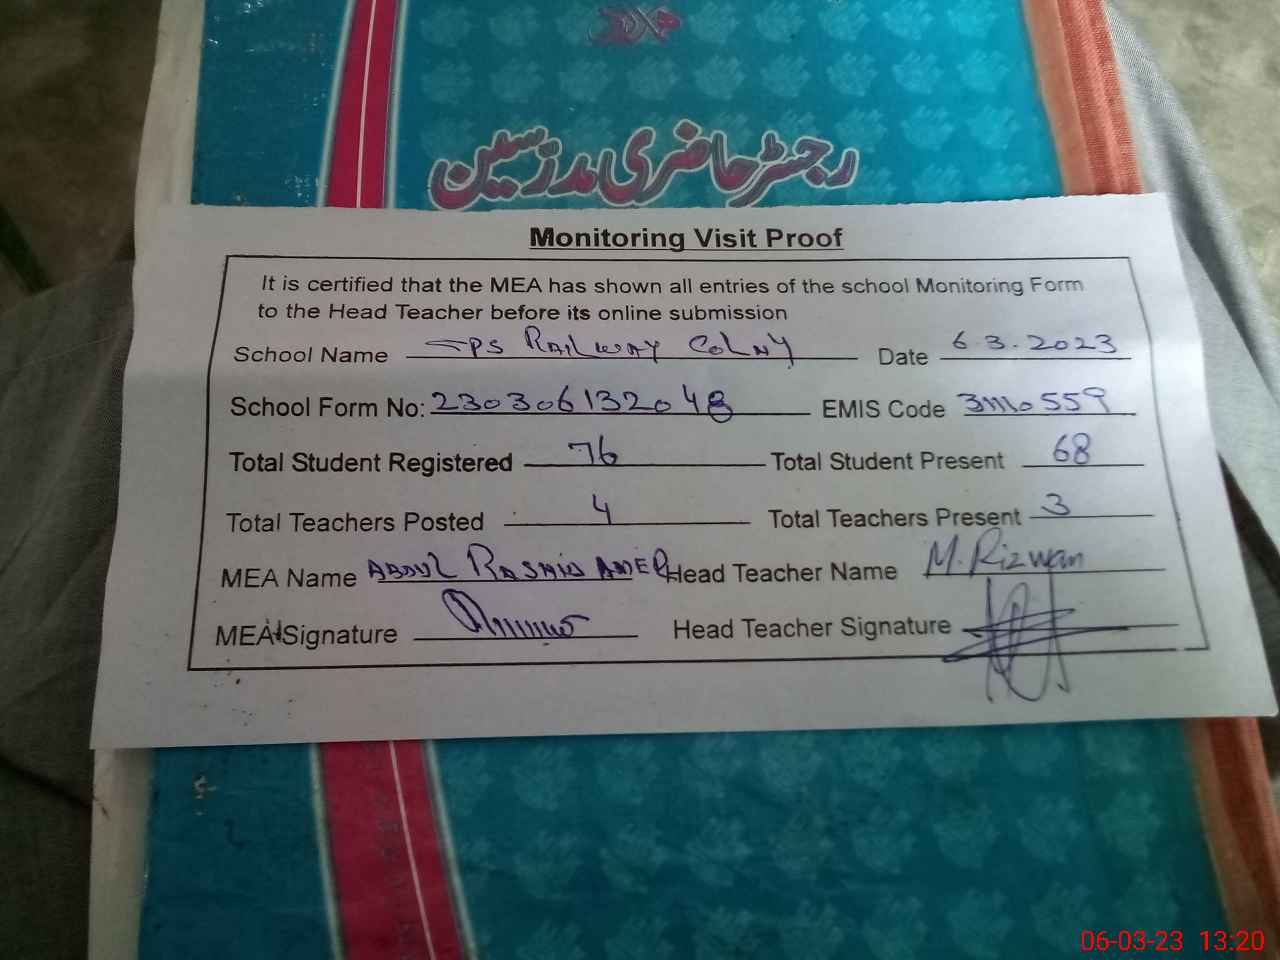 رجسٹر حاضری مدرسین
Monitoring Visit Proof
It is certified that the MEA has shown all entries of the school Monitoring Form
to the Head Teacher before its online submission
School Name GPS RAILWAY COLNY Date 6 3.2023
School Form No: 230306132048 EMIS Code 31110559
Total Student Registered 76 Total Student Present 68
Total Teachers Posted 4 Total Teachers Present 3
MEA Name ABDUL RASHID Head Teacher Name M. Rizwan
MEA Signature Head Teacher Signature
06-03-23 13:20